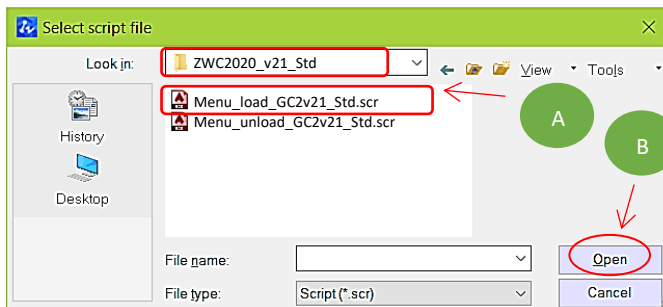 Select script file
Look in: ZWC2020_v21_Std View Tools
Menu_load_GC2v21_Std.scr
A
Menu_unload_GC2v21_Std.scr
History
B
Desktop
File name: Open
File type: Script (*.scr) Cancel